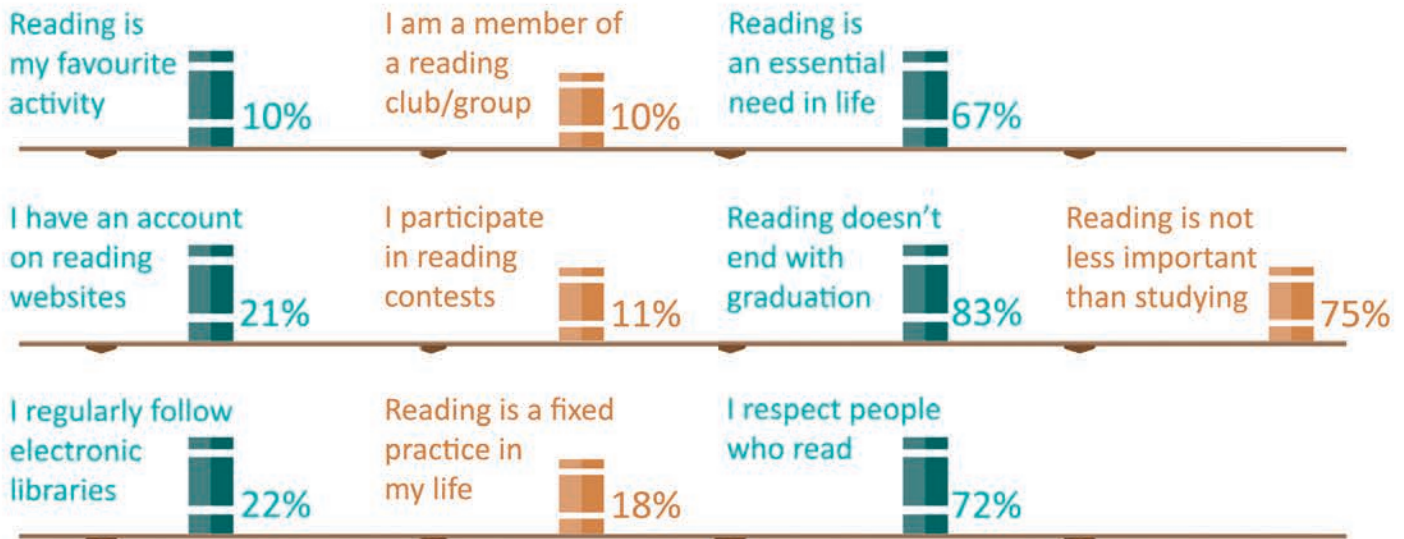 Reading is
my favourite
activity
10%
I am a member of
a reading
club/group
10%
Reading is
an essential
need in life
67%
I have an account
on reading
websites
21%
I participate
in reading
contests
11%
Reading doesn’t
end with
graduation
83%
Reading is not
less important
than studying
75%
I regularly follow
electronic
libraries
22%
Reading is a fixed
practice in
my life
18%
I respect people
who read
72%